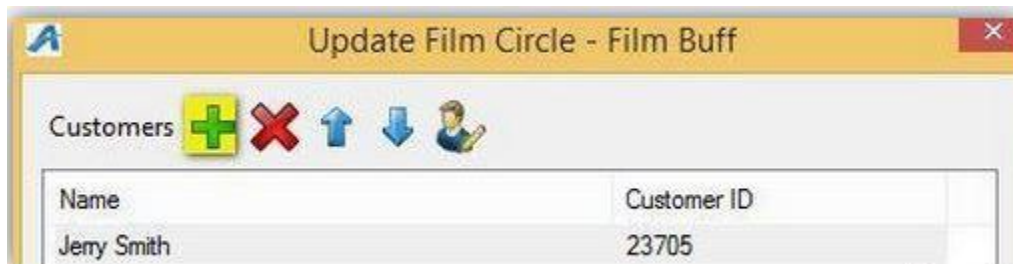 Update Film Circle - Film Buff
Customers
Name Customer ID
Jerry Smith 23705